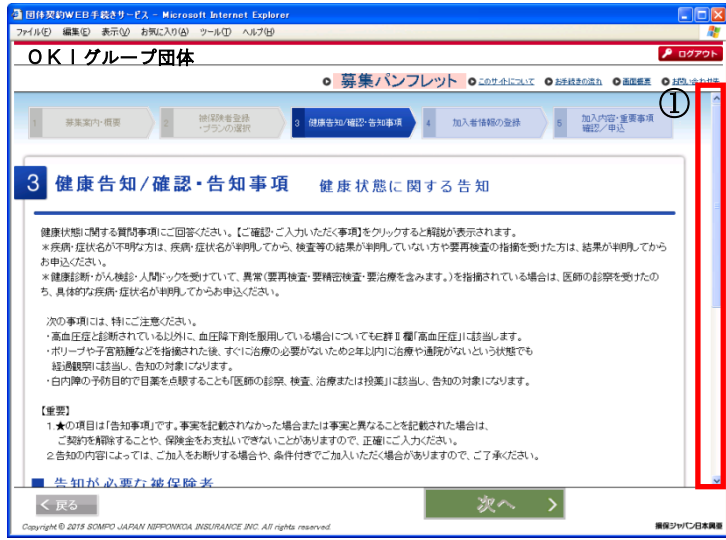 団体契約WEB手続きサービス - Microsoft Internet Explorer
ファイル(F) 編集(E) 表示(V) お気に入り(A) ツール(T) ヘルプ(H)
OKIグループ団体
ログアウト
募集パンフレット このサイトについて お手続きの流れ 画面概要 お問い合わせ先
①
1 募集案内・概要
2 被保険者登録・プランの選択
3 健康告知/確認・告知事項
4 加入者情報の登録
5 加入内容・重要事項確認/申込
3 健康告知/確認・告知事項 健康状態に関する告知
健康状態に関する質問事項にご回答ください。【ご確認・ご入力いただく事項】をクリックすると解説が表示されます。
*疾病・症状名が不明な方は、疾病・症状名が判明してから、検査等の結果が判明していない方や要再検査の指摘を受けた方は、結果が判明してから
お申込ください。
*健康診断・がん検診・人間ドックを受けていて、異常(要再検査・要精密検査・要治療を含みます。)を指摘されている場合は、医師の診察を受けたの
ち、具体的な疾病・症状名が判明してからお申込ください。
次の事項には、特にご注意ください。
・高血圧症と診断されている以外に、血圧降下剤を服用している場合についてもE群Ⅱ欄「高血圧症」に該当します。
・ポリープや子宮筋腫などを指摘された後、すぐに治療の必要がないため2年以内に治療や通院がないという状態でも
経過観察に該当し、告知の対象になります。
・白内障の予防目的で目薬を点眼することも「医師の診察、検査、治療または投薬」に該当し、告知の対象になります。
【重要】
1.★の項目は「告知事項」です。事実を記載されなかった場合または事実と異なることを記載された場合は、
ご契約を解除することや、保険金をお支払いできないことがありますので、正確にご入力ください。
2.告知の内容によっては、ご加入をお断りする場合や、条件付きでご加入いただく場合がありますので、ご了承ください。
■ 告知が必要な被保険者
< 戻る
次へ >
Copyright © 2015 SOMPO JAPAN NIPPONKOA INSURANCE INC. All rights reserved.
損保ジャパン日本興亜